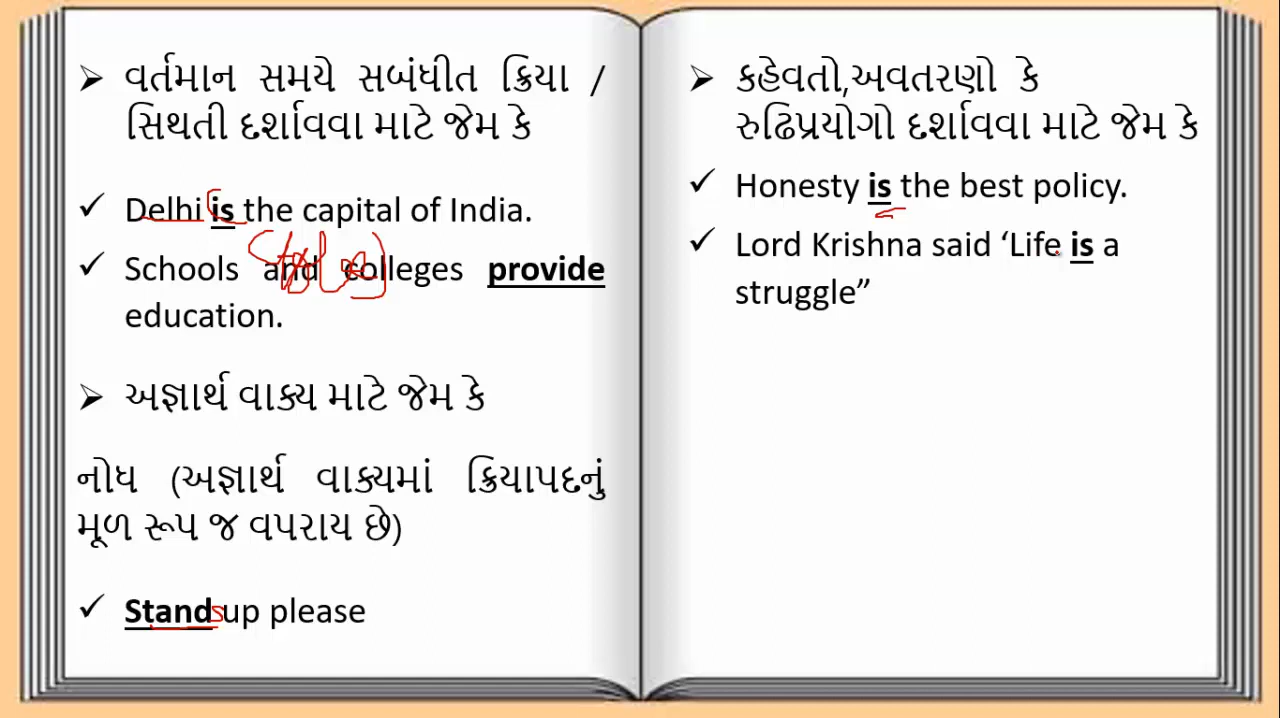 ➢ વર્તમાન સમયે સબંધીત ક્રિયા /
સિથતી દર્શાવવા માટે જેમ કે
✓ Delhi is the capital of India.
✓ Schools and colleges provide
education.
➢ અજ્ઞાર્થ વાક્ય માટે જેમ કે
નોધ (અજ્ઞાર્થ વાક્યમાં ક્રિયાપદનું
મૂળ રૂપ જ વપરાય છે)
✓ Stand up please
➢ કહેવતો,અવતરણો કે
રુઢિપ્રયોગો દર્શાવવા માટે જેમ કે
✓ Honesty is the best policy.
✓ Lord Krishna said ‘Life is a
struggle”